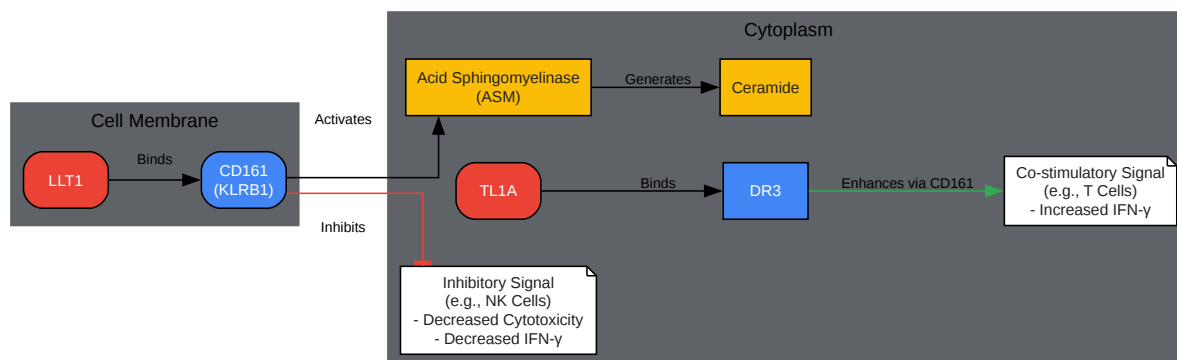 Cytoplasm
Acid Sphingomyelinase
(ASM)
Generates
Ceramide
Cell Membrane
Activates
LLT1
Binds
CD161
(KLRB1)
TL1A
Binds
DR3
Enhances via CD161
Co-stimulatory Signal
(e.g., T Cells)
- Increased IFN-γ
Inhibits
Inhibitory Signal
(e.g., NK Cells)
- Decreased Cytotoxicity
- Decreased IFN-γ